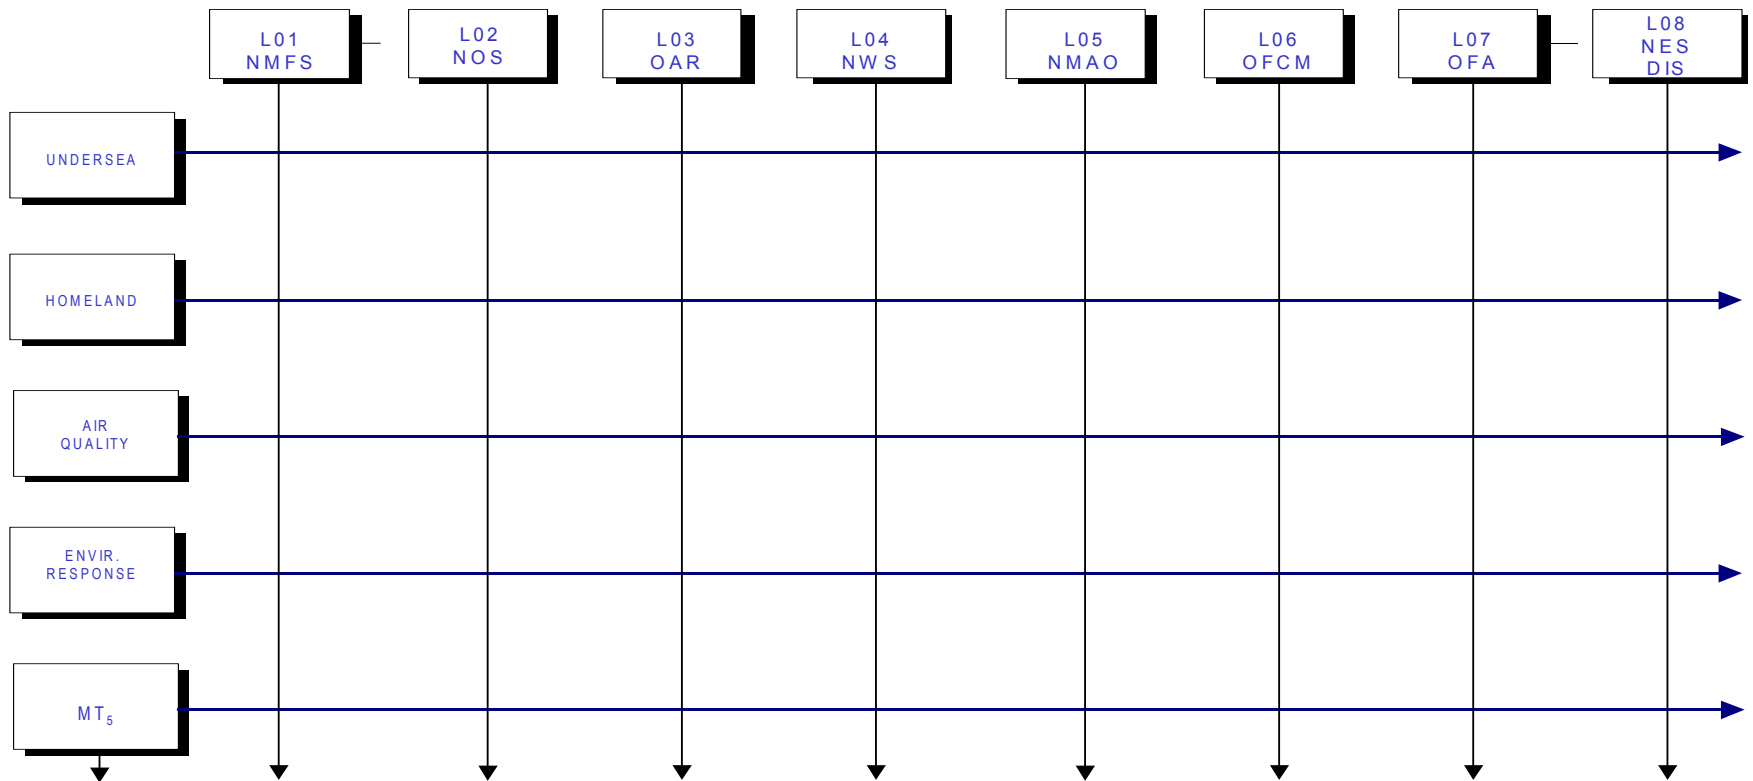 L01
NMFS
L02
NOS
L03
OAR
L04
NWS
L05
NMAO
L06
OFCM
L07
OFA
L08
NES
DIS
UNDERSEA
HOMELAND
AIR
QUALITY
ENVIR.
RESPONSE
MT₅